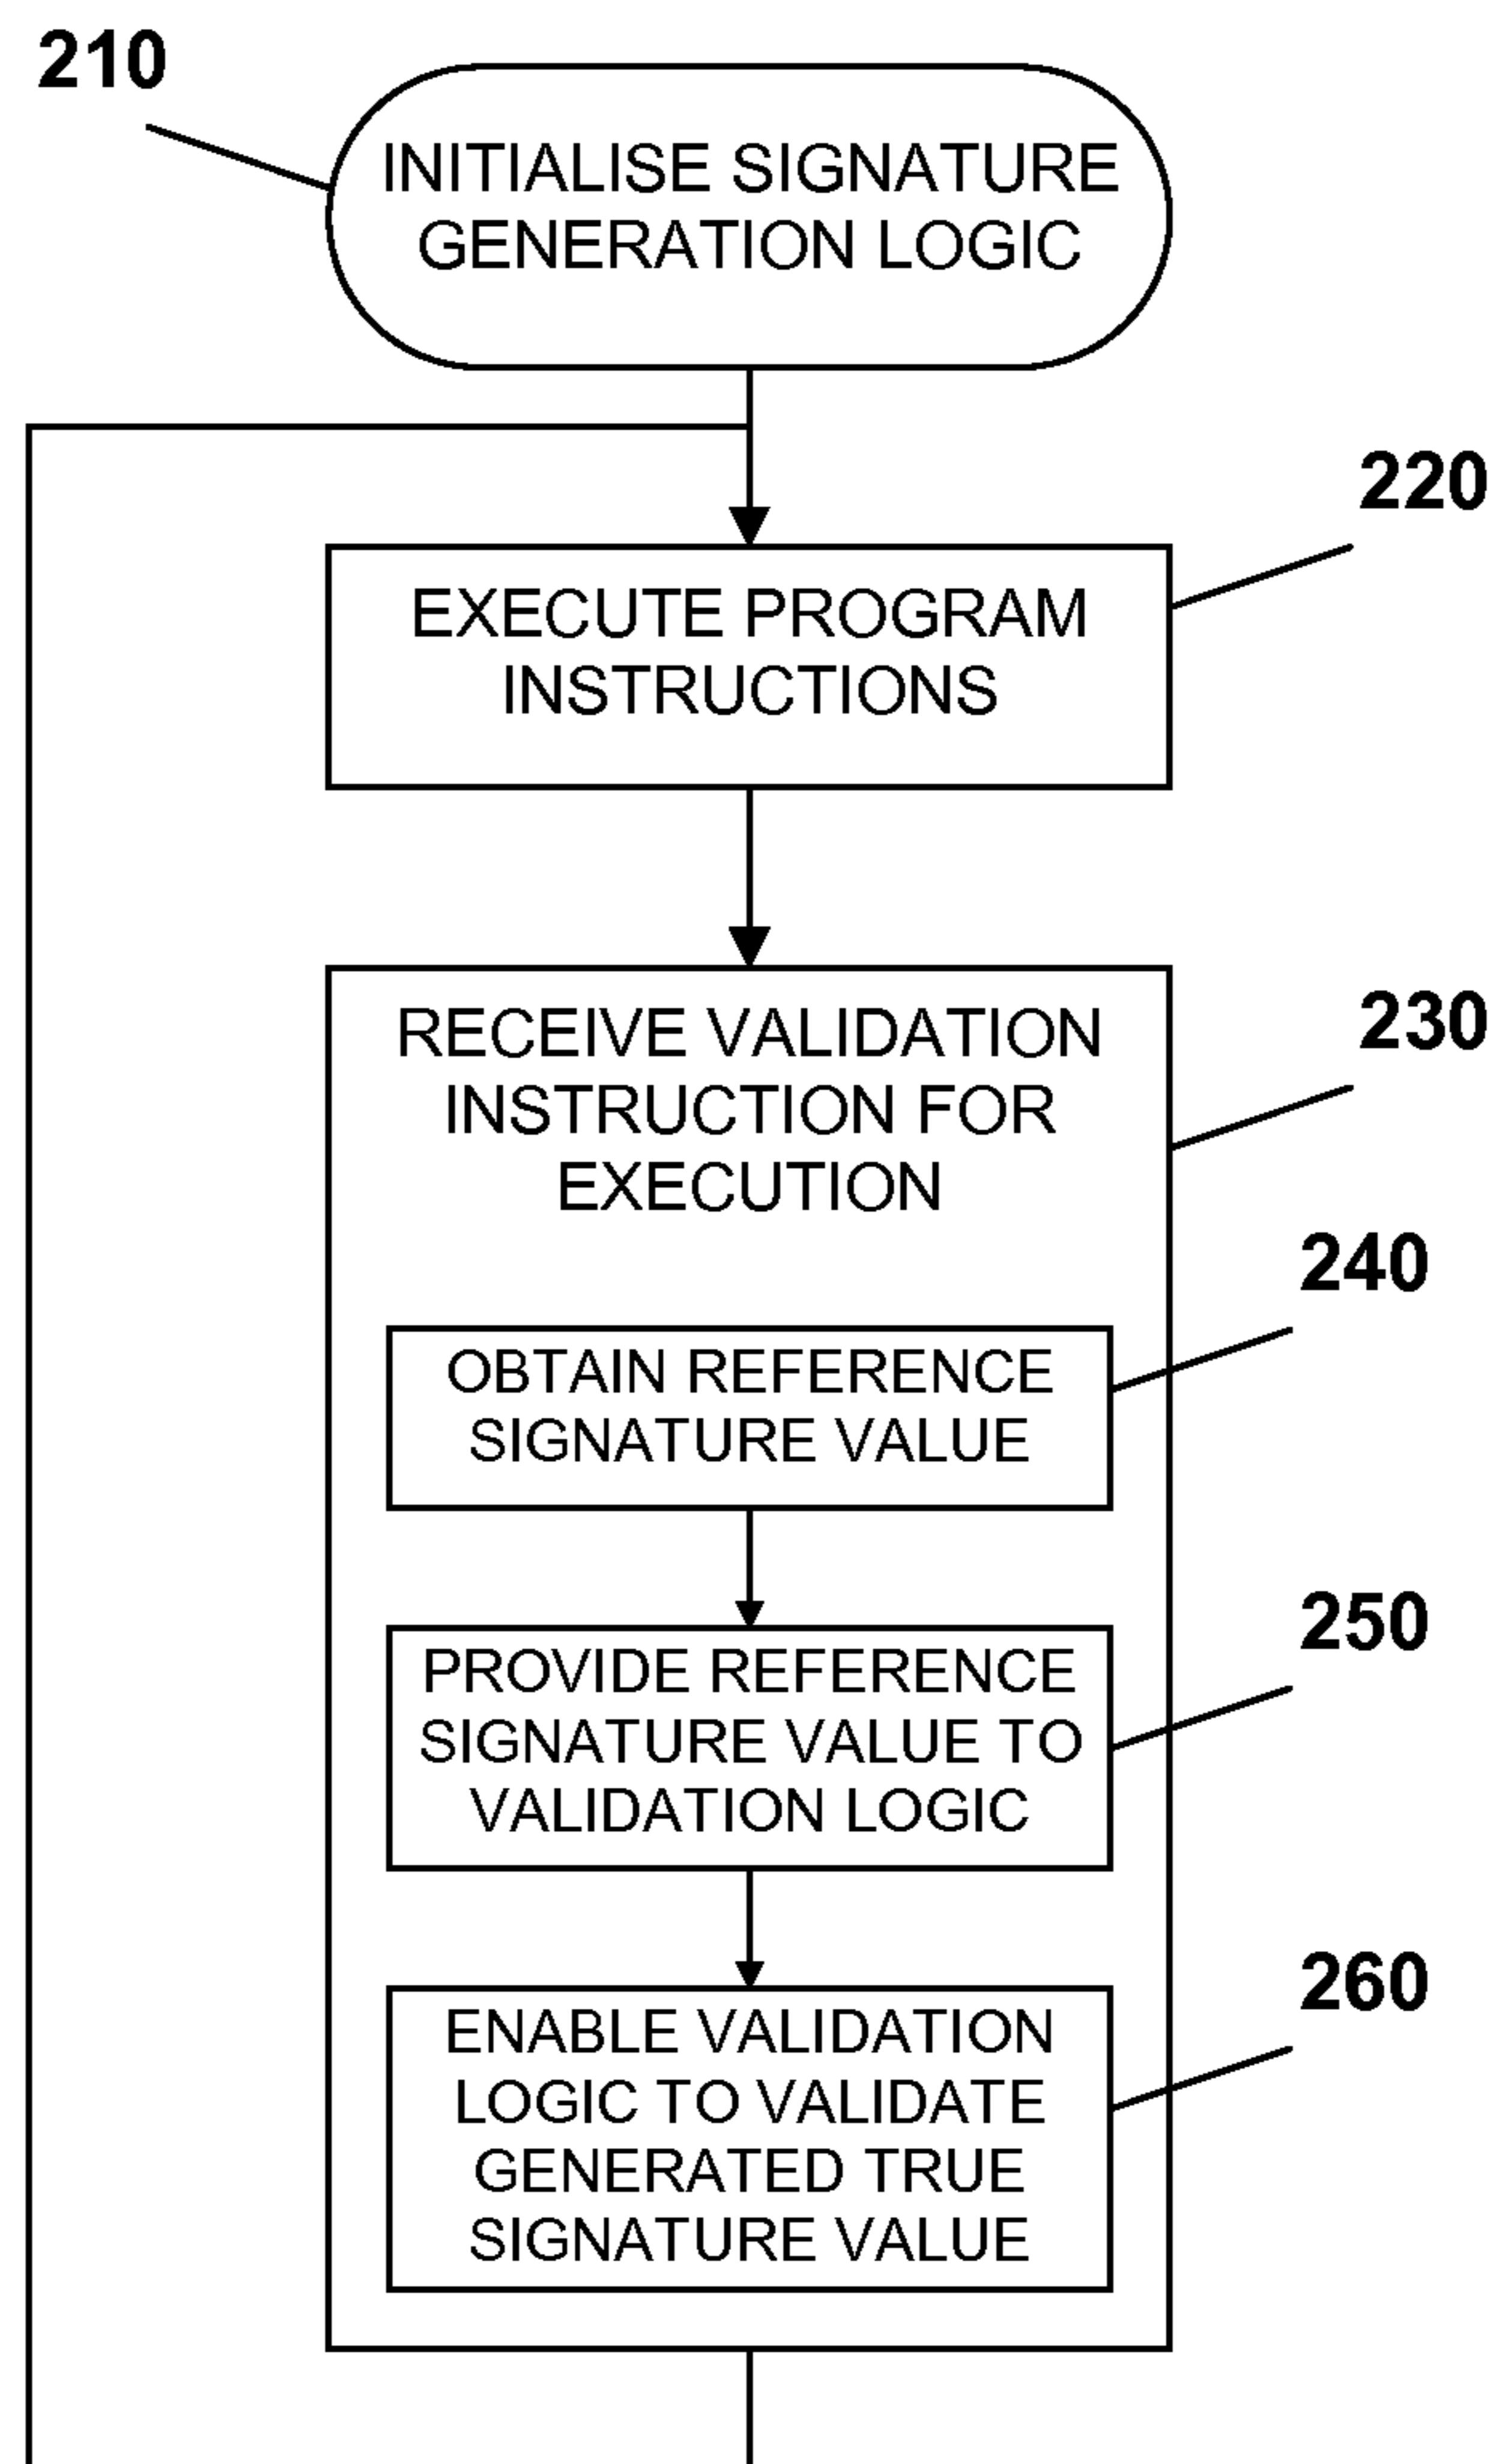 210
INITIALISE SIGNATURE
GENERATION LOGIC
220
EXECUTE PROGRAM
INSTRUCTIONS
230
RECEIVE VALIDATION
INSTRUCTION FOR
EXECUTION
240
OBTAIN REFERENCE
SIGNATURE VALUE
250
PROVIDE REFERENCE
SIGNATURE VALUE TO
VALIDATION LOGIC
260
ENABLE VALIDATION
LOGIC TO VALIDATE
GENERATED TRUE
SIGNATURE VALUE